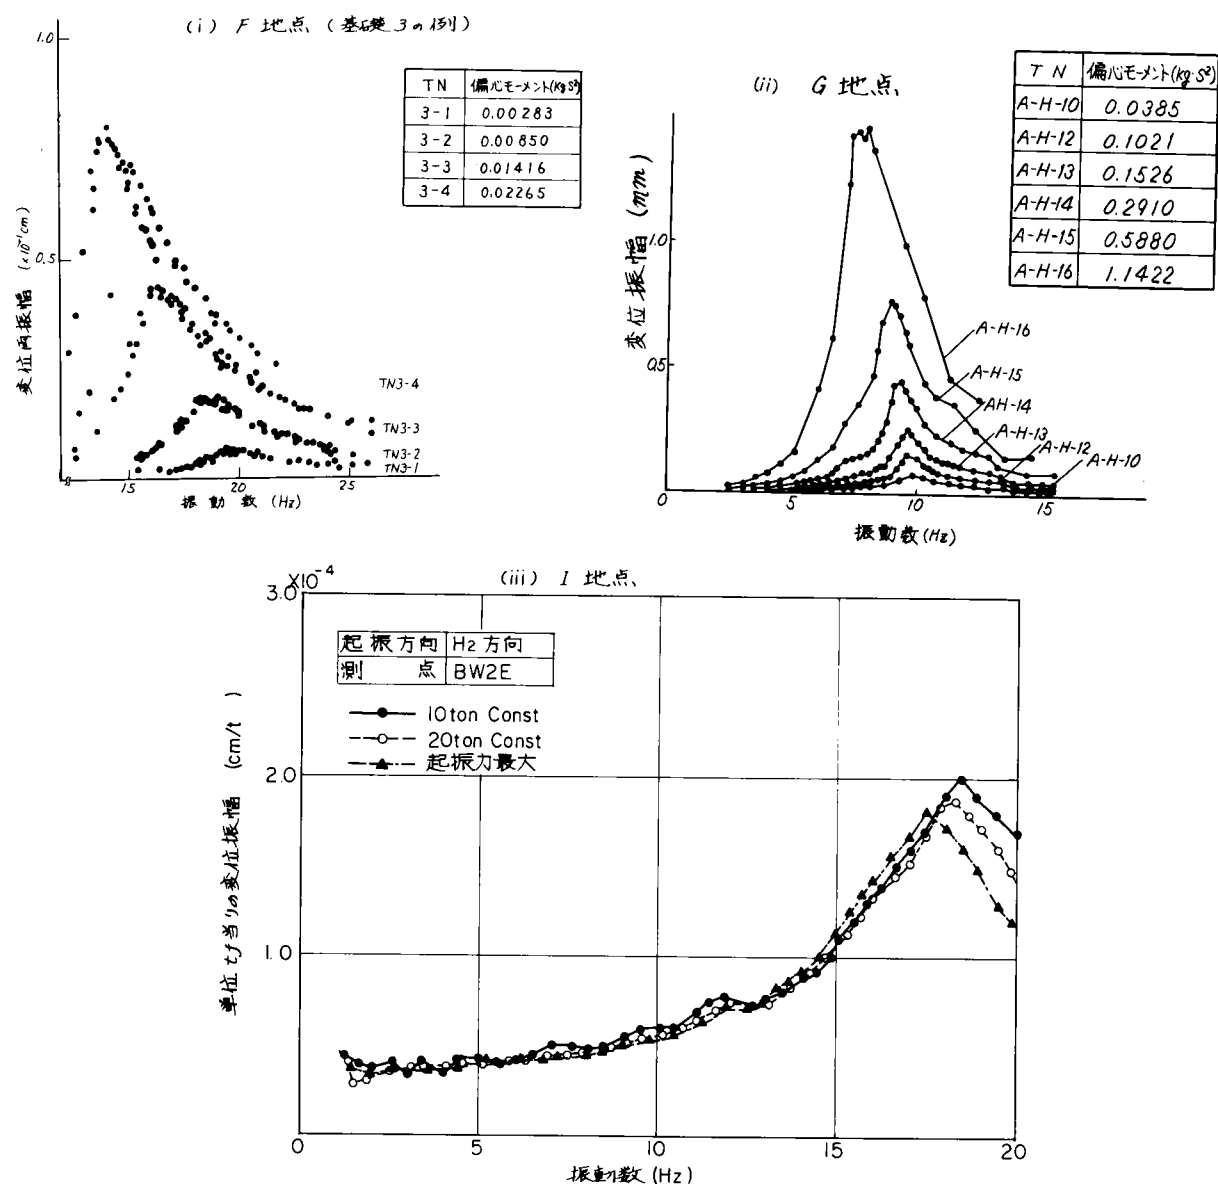 (i) F 地点 (基礎3の例)
1.0
0.5
変位両振幅 (×10⁻¹cm)
TN 偏心モーメント(kg·S²)
3-1 0.00283
3-2 0.00850
3-3 0.01416
3-4 0.02265
TN3-4
TN3-3
TN3-2
TN3-1
15 20 25
振動数 (Hz)
(ii) G 地点
変位振幅 (mm)
1.0
0.5
0 5 10 15
振動数(Hz)
A-H-16
A-H-15
AH-14
A-H-13
A-H-12
A-H-10
TN 偏心モーメント(kg·S²)
A-H-10 0.0385
A-H-12 0.1021
A-H-13 0.1526
A-H-14 0.2910
A-H-15 0.5880
A-H-16 1.1422
(iii) I 地点
×10⁻⁴
3.0
2.0
1.0
0 5 10 15 20
単位tf当りの変位振幅 (cm/t)
起振方向 H2方向
測点 BW2E
10ton Const
20ton Const
起振力最大
振動数(Hz)